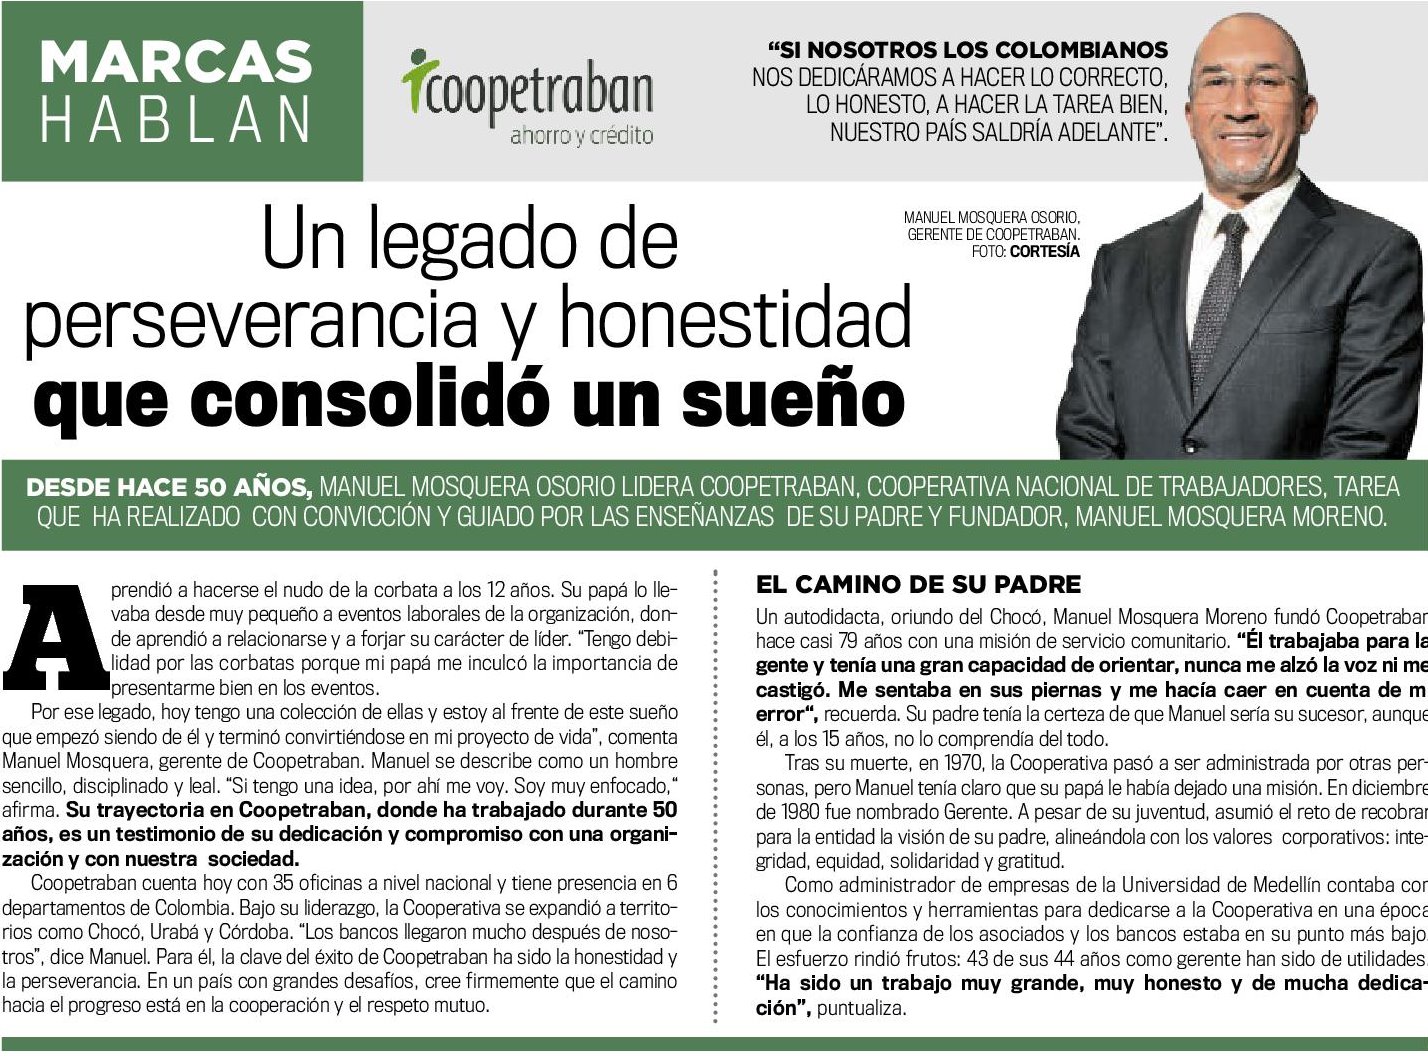 MARCAS
HABLAN
coopetraban
ahorro y crédito
“SI NOSOTROS LOS COLOMBIANOS
NOS DEDICÁRAMOS A HACER LO CORRECTO,
LO HONESTO, A HACER LA TAREA BIEN,
NUESTRO PAÍS SALDRÍA ADELANTE”.
MANUEL MOSQUERA OSORIO,
GERENTE DE COOPETRABAN.
FOTO: CORTESÍA
Un legado de
perseverancia y honestidad
que consolidó un sueño
DESDE HACE 50 AÑOS, MANUEL MOSQUERA OSORIO LIDERA COOPETRABAN, COOPERATIVA NACIONAL DE TRABAJADORES, TAREA
QUE HA REALIZADO CON CONVICCIÓN Y GUIADO POR LAS ENSEÑANZAS DE SU PADRE Y FUNDADOR, MANUEL MOSQUERA MORENO.
Aprendió a hacerse el nudo de la corbata a los 12 años. Su papá lo lle-
vaba desde muy pequeño a eventos laborales de la organización, don-
de aprendió a relacionarse y a forjar su carácter de líder. “Tengo debi-
lidad por las corbatas porque mi papá me inculcó la importancia de
presentarme bien en los eventos.
Por ese legado, hoy tengo una colección de ellas y estoy al frente de este sueño
que empezó siendo de él y terminó convirtiéndose en mi proyecto de vida”, comenta
Manuel Mosquera, gerente de Coopetraban. Manuel se describe como un hombre
sencillo, disciplinado y leal. “Si tengo una idea, por ahí me voy. Soy muy enfocado,“
afirma. Su trayectoria en Coopetraban, donde ha trabajado durante 50
años, es un testimonio de su dedicación y compromiso con una organi-
zación y con nuestra sociedad.
Coopetraban cuenta hoy con 35 oficinas a nivel nacional y tiene presencia en 6
departamentos de Colombia. Bajo su liderazgo, la Cooperativa se expandió a territo-
rios como Chocó, Urabá y Córdoba. “Los bancos llegaron mucho después de noso-
tros”, dice Manuel. Para él, la clave del éxito de Coopetraban ha sido la honestidad y
la perseverancia. En un país con grandes desafíos, cree firmemente que el camino
hacia el progreso está en la cooperación y el respeto mutuo.
EL CAMINO DE SU PADRE
Un autodidacta, oriundo del Chocó, Manuel Mosquera Moreno fundó Coopetraban
hace casi 79 años con una misión de servicio comunitario. “Él trabajaba para la
gente y tenía una gran capacidad de orientar, nunca me alzó la voz ni me
castigó. Me sentaba en sus piernas y me hacía caer en cuenta de m
error“, recuerda. Su padre tenía la certeza de que Manuel sería su sucesor, aunque
él, a los 15 años, no lo comprendía del todo.
Tras su muerte, en 1970, la Cooperativa pasó a ser administrada por otras per-
sonas, pero Manuel tenía claro que su papá le había dejado una misión. En diciembre
de 1980 fue nombrado Gerente. A pesar de su juventud, asumió el reto de recobrar
para la entidad la visión de su padre, alineándola con los valores corporativos: inte-
gridad, equidad, solidaridad y gratitud.
Como administrador de empresas de la Universidad de Medellín contaba con
los conocimientos y herramientas para dedicarse a la Cooperativa en una época
en que la confianza de los asociados y los bancos estaba en su punto más bajo.
El esfuerzo rindió frutos: 43 de sus 44 años como gerente han sido de utilidades.
“Ha sido un trabajo muy grande, muy honesto y de mucha dedica-
ción”, puntualiza.